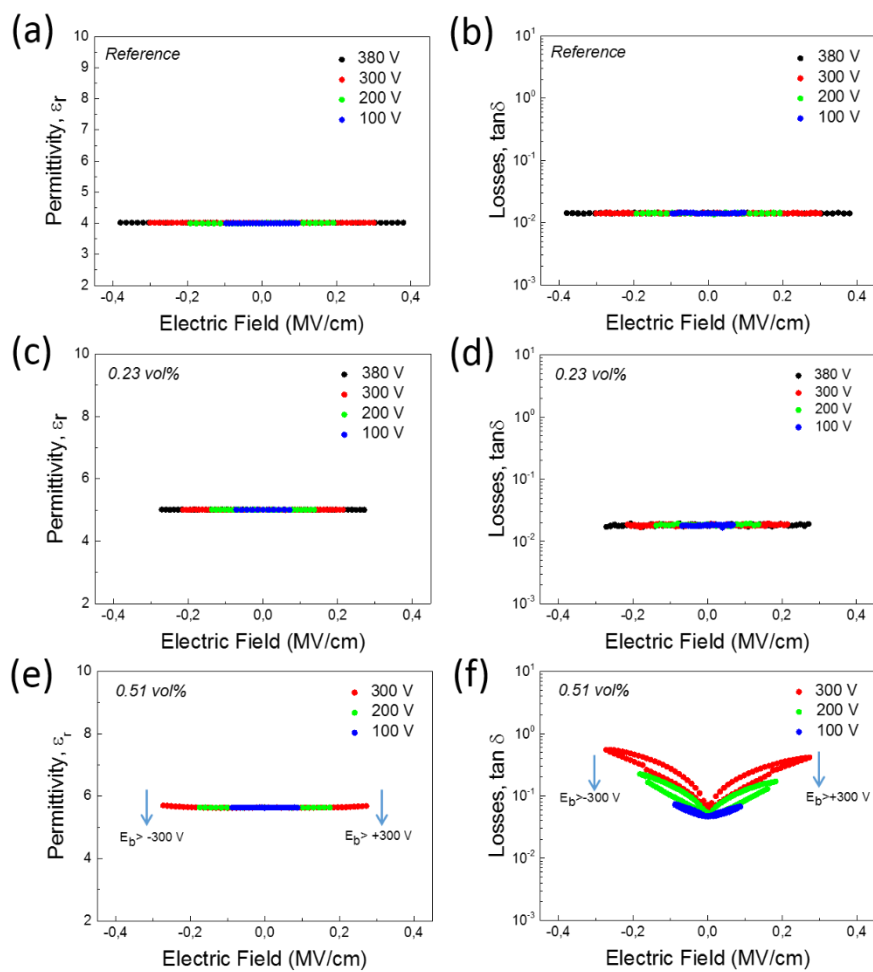 (a)
Reference
380 V
300 V
200 V
100 V
Permittivity, εr
10
9
8
7
6
5
4
3
2
-0,4
-0,2
0,0
0,2
0,4
Electric Field (MV/cm)
(b)
Reference
380 V
300 V
200 V
100 V
Losses, tanδ
10¹
10⁰
10⁻¹
10⁻²
10⁻³
-0.4
-0.2
0.0
0.2
0.4
Electric Field (MV/cm)
(c)
0.23 vol%
380 V
300 V
200 V
100 V
Permittivity, εr
10
8
6
4
2
-0,4
-0,2
0,0
0,2
0,4
Electric Field (MV/cm)
(d)
0.23 vol%
380 V
300 V
200 V
100 V
Losses, tanδ
10¹
10⁰
10⁻¹
10⁻²
10⁻³
-0,4
-0,2
0,0
0,2
0,4
Electric Field (MV/cm)
(e)
0.51 vol%
300 V
200 V
100 V
Permittivity, εr
10
8
6
4
2
E_b> -300 V
E_b> +300 V
-0,4
-0,2
0,0
0,2
0,4
Electric Field (MV/cm)
(f)
0.51 vol%
300 V
200 V
100 V
Losses, tan δ
10¹
10⁰
10⁻¹
10⁻²
10⁻³
E_b>-300 V
E_b>+300 V
-0,4
-0,2
0,0
0,2
0,4
Electric Field (MV/cm)